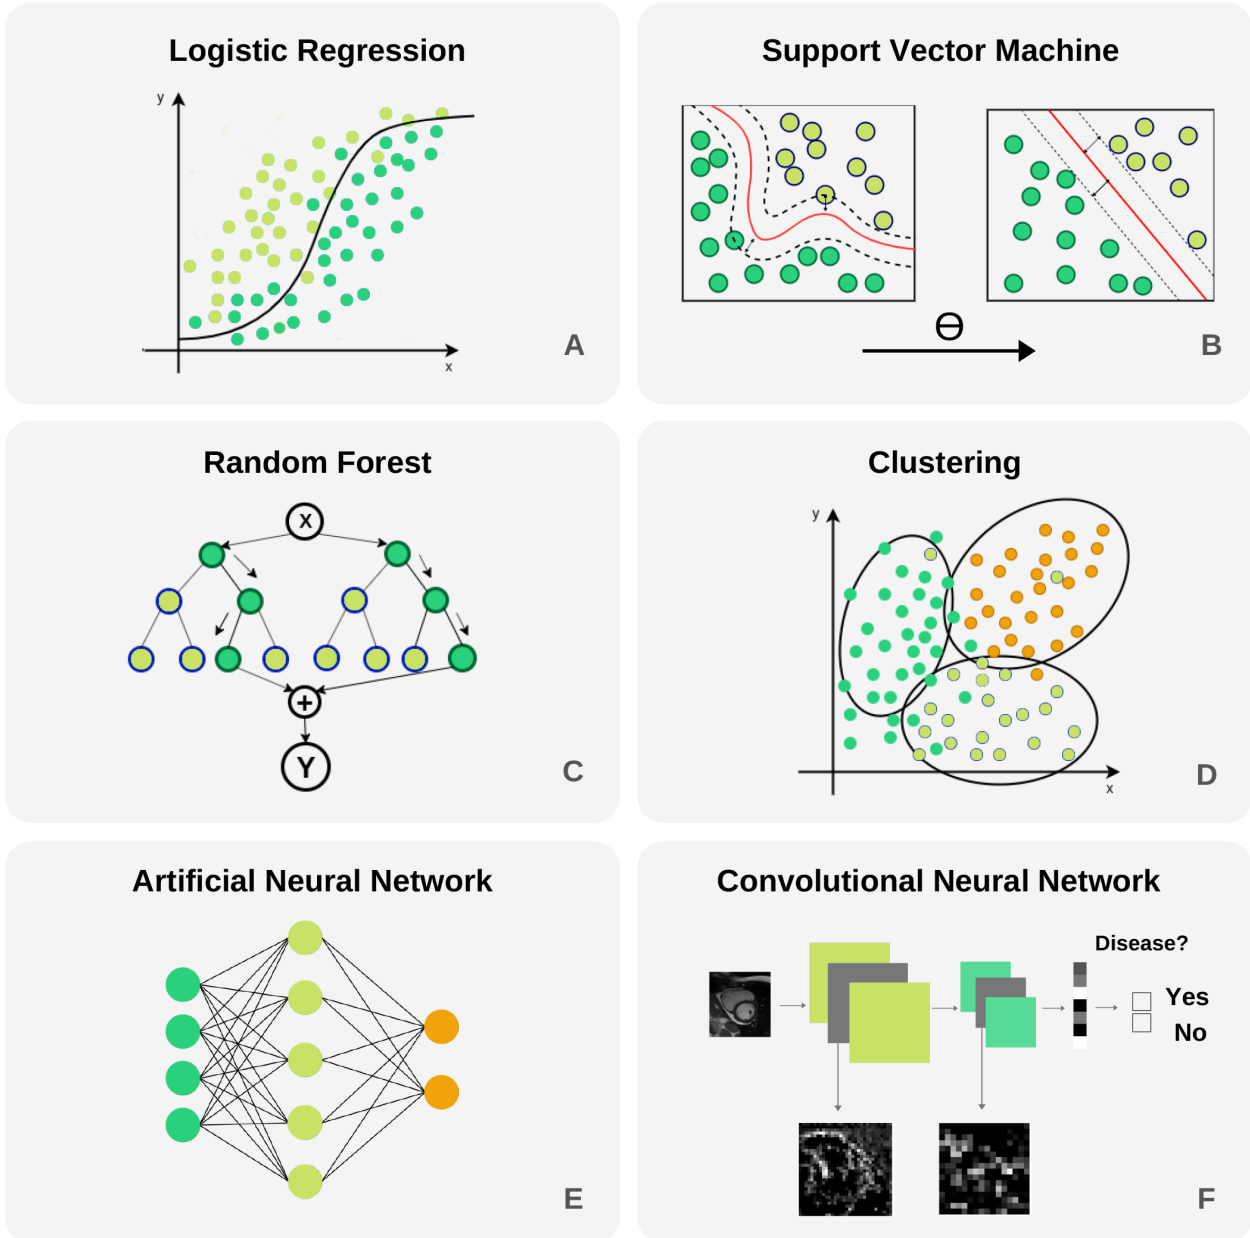 Logistic Regression
y
x
A
Support Vector Machine
Ɵ
B
Random Forest
X
+
Y
C
Clustering
y
x
D
Artificial Neural Network
E
Convolutional Neural Network
Disease?
Yes
No
F